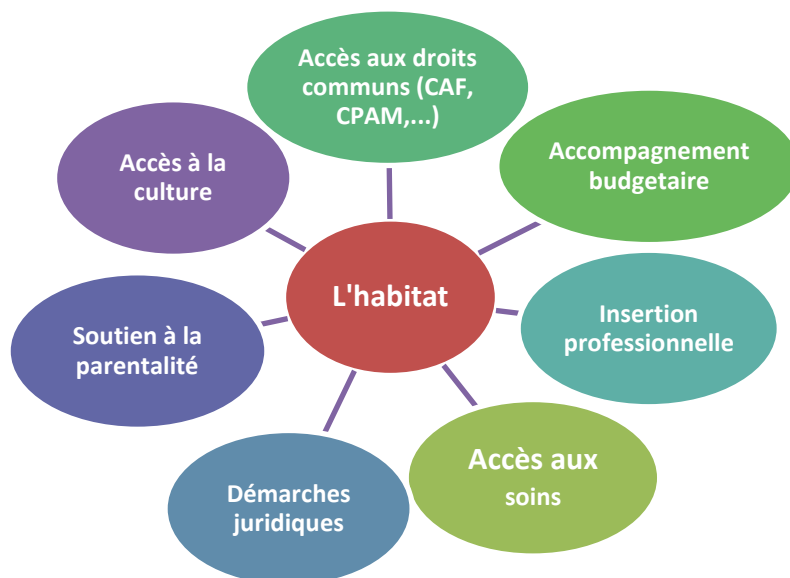 Accès aux droits
communs (CAF,
CPAM,...)
Accompagnement
budgetaire
Insertion
professionnelle
Accès aux
soins
Démarches
juridiques
Soutien à la
parentalité
Accès à la
culture
L'habitat